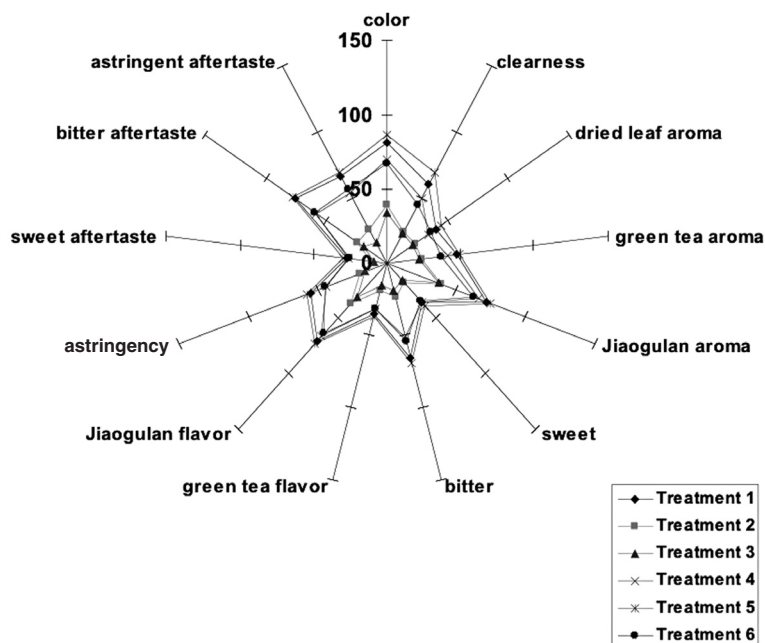 color
150
astringent aftertaste
clearness
100
bitter aftertaste
dried leaf aroma
50
sweet aftertaste
green tea aroma
0
astringency
Jiaogulan aroma
Jiaogulan flavor
sweet
green tea flavor
bitter
Treatment 1
Treatment 2
Treatment 3
Treatment 4
Treatment 5
Treatment 6